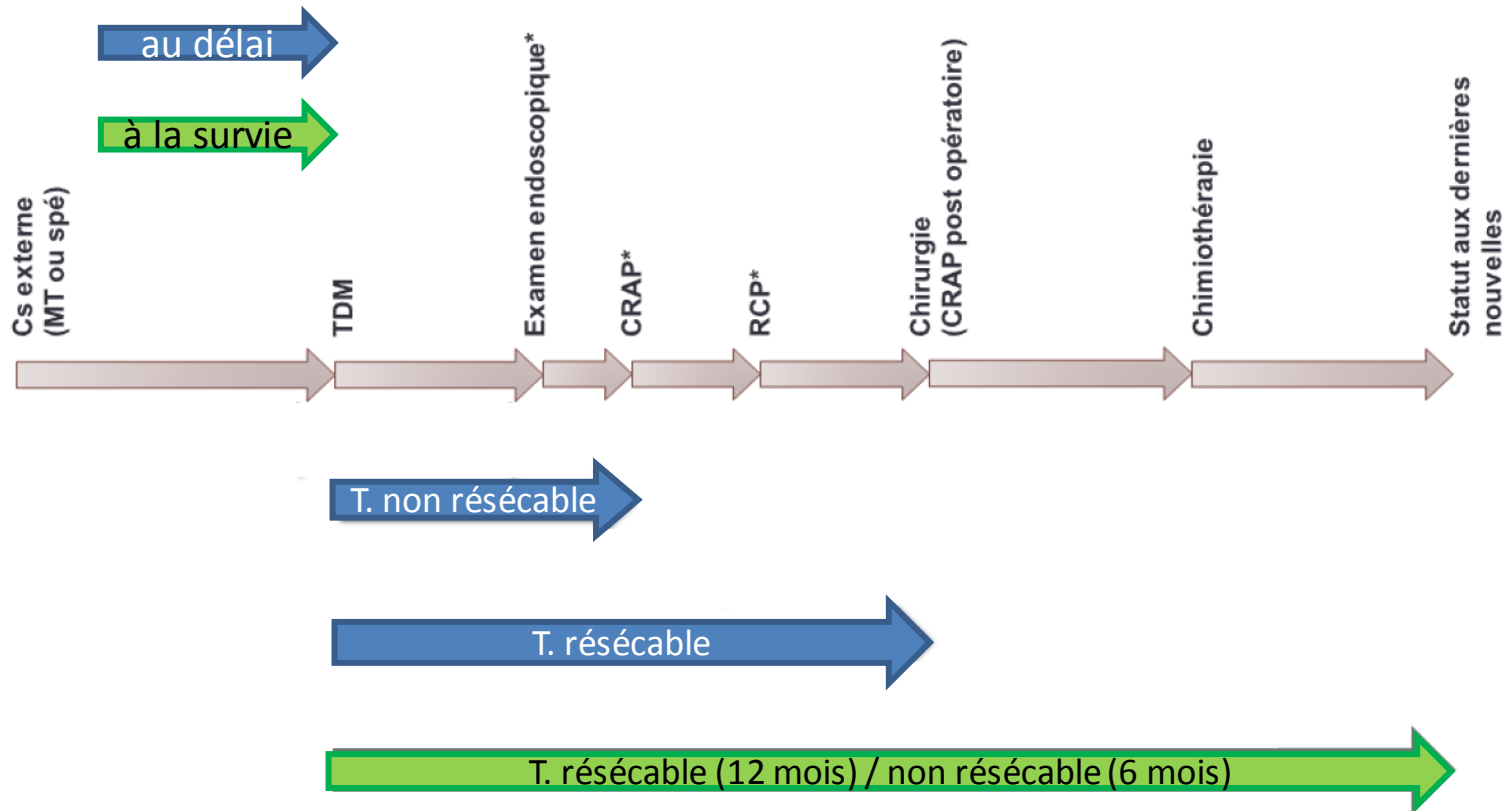 au délai
à la survie
Cs externe
(MT ou spé)
TDM
Examen endoscopique*
CRAP*
RCP*
Chirurgie
(CRAP post opératoire)
Chimiothérapie
Statut aux dernières
nouvelles
T. non résécable
T. résécable
T. résécable (12 mois) / non résécable (6 mois)